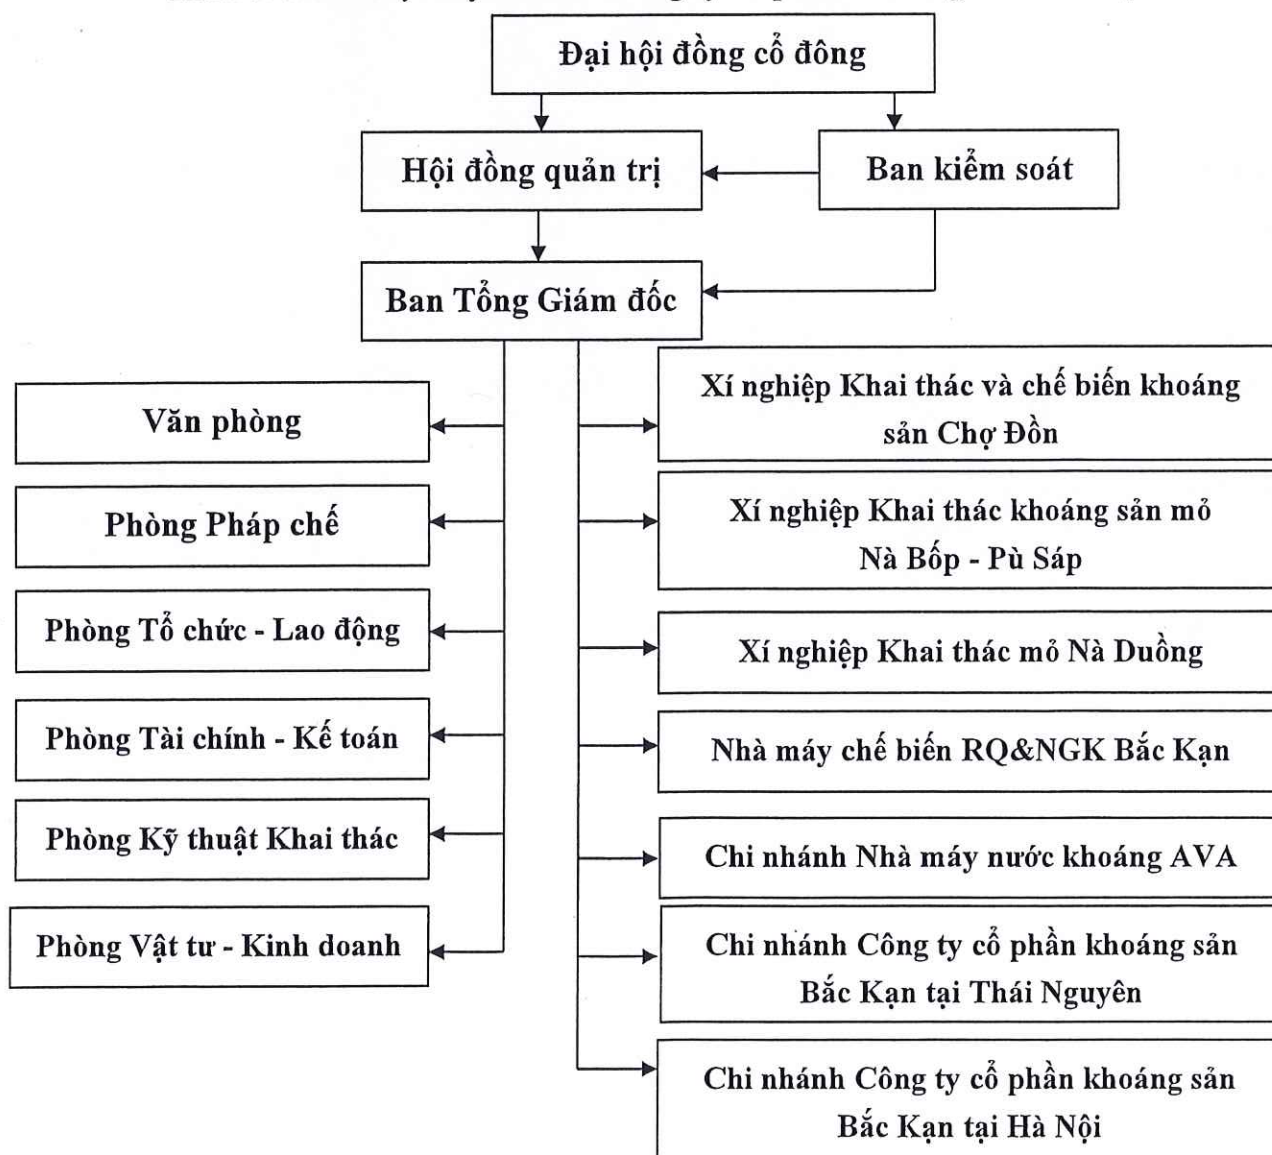 Đại hội đồng cổ đông
Hội đồng quản trị
Ban kiểm soát
Ban Tổng Giám đốc
Văn phòng
Phòng Pháp chế
Phòng Tổ chức - Lao động
Phòng Tài chính - Kế toán
Phòng Kỹ thuật Khai thác
Phòng Vật tư - Kinh doanh
Xí nghiệp Khai thác và chế biến khoáng
sản Chợ Đồn
Xí nghiệp Khai thác khoáng sản mỏ
Nà Bốp - Pù Sáp
Xí nghiệp Khai thác mỏ Nà Duồng
Nhà máy chế biến RQ&NGK Bắc Kạn
Chi nhánh Nhà máy nước khoáng AVA
Chi nhánh Công ty cổ phần khoáng sản
Bắc Kạn tại Thái Nguyên
Chi nhánh Công ty cổ phần khoáng sản
Bắc Kạn tại Hà Nội